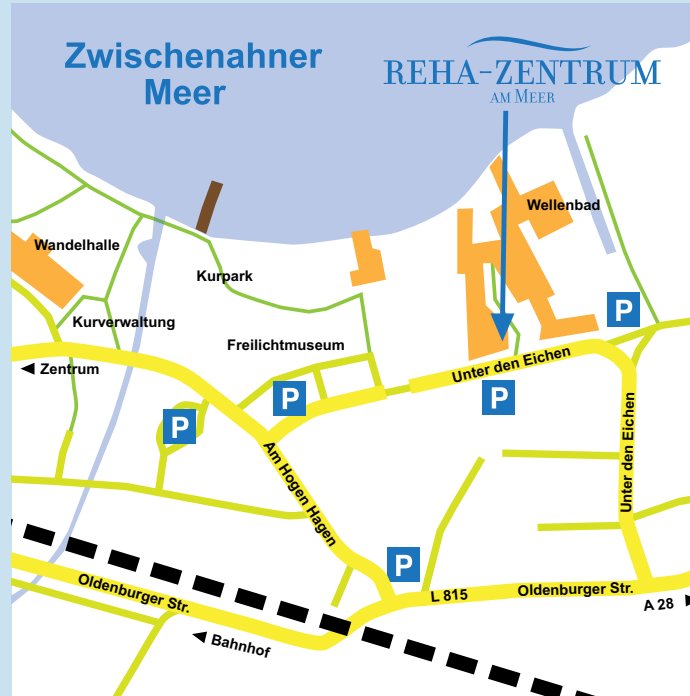 Zwischenahner
Meer
REHA-ZENTRUM
AM MEER
Wellenbad
Wandelhalle
Kurpark
Kurverwaltung
Freilichtmuseum
P
Zentrum
Unter den Eichen
P
P
P
Unter den Eichen
Am Hogen Hagen
P
Oldenburger Str.
L 815
Oldenburger Str.
A 28
Bahnhof